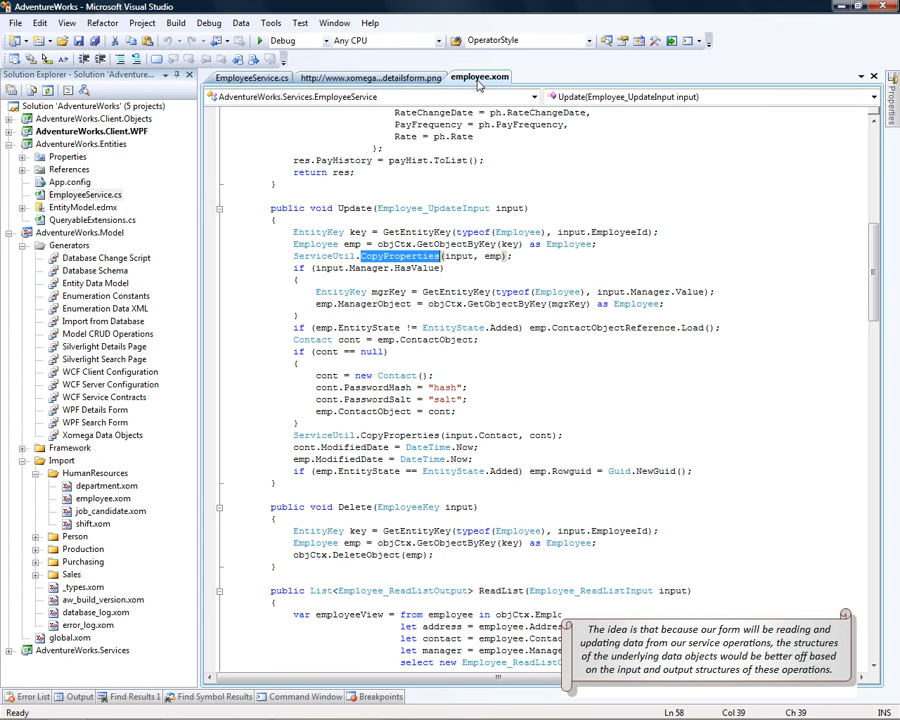 AdventureWorks - Microsoft Visual Studio
File Edit View Refactor Project Build Debug Data Tools Test Window Help
Debug Any CPU OperatorStyle
Solution Explorer - Solution 'Adventure...
EmployeeService.cs http://www.xomega...detailsform.png employee.xom
AdventureWorks.Services.EmployeeService Update(Employee_UpdateInput input)
Solution 'AdventureWorks' (5 projects)
AdventureWorks.Client.Objects
AdventureWorks.Client.WPF
AdventureWorks.Entities
Properties
References
App.config
EmployeeService.cs
EntityModel.edmx
QueryableExtensions.cs
AdventureWorks.Model
Generators
Database Change Script
Database Schema
Entity Data Model
Enumeration Constants
Enumeration Data XML
Import from Database
Model CRUD Operations
Silverlight Details Page
Silverlight Search Page
WCF Client Configuration
WCF Server Configuration
WCF Service Contracts
WPF Details Form
WPF Search Form
Xomega Data Objects
Framework
Import
HumanResources
department.xom
employee.xom
job_candidate.xom
shift.xom
Person
Production
Purchasing
Sales
_types.xom
aw_build_version.xom
database_log.xom
error_log.xom
global.xom
AdventureWorks.Services
RateChangeDate = ph.RateChangeDate,
PayFrequency = ph.PayFrequency,
Rate = ph.Rate
};
res.PayHistory = payHist.ToList();
return res;
}
public void Update(Employee_UpdateInput input)
{
EntityKey key = GetEntityKey(typeof(Employee), input.EmployeeId);
Employee emp = objCtx.GetObjectByKey(key) as Employee;
ServiceUtil.CopyProperties(input, emp);
if (input.Manager.HasValue)
{
EntityKey mgrKey = GetEntityKey(typeof(Employee), input.Manager.Value);
emp.ManagerObject = objCtx.GetObjectByKey(mgrKey) as Employee;
}
if (emp.EntityState != EntityState.Added) emp.ContactObjectReference.Load();
Contact cont = emp.ContactObject;
if (cont == null)
{
cont = new Contact();
cont.PasswordHash = "hash";
cont.PasswordSalt = "salt";
emp.ContactObject = cont;
}
ServiceUtil.CopyProperties(input.Contact, cont);
cont.ModifiedDate = DateTime.Now;
emp.ModifiedDate = DateTime.Now;
if (emp.EntityState == EntityState.Added) emp.Rowguid = Guid.NewGuid();
}
public void Delete(EmployeeKey input)
{
EntityKey key = GetEntityKey(typeof(Employee), input.EmployeeId);
Employee emp = objCtx.GetObjectByKey(key) as Employee;
objCtx.DeleteObject(emp);
}
public List<Employee_ReadListOutput> ReadList(Employee_ReadListInput input)
{
var employeeView = from employee in objCtx.Emplo
let address = employee.Addres
let contact = employee.Contac
let manager = employee.Manage
select new Employee_ReadListO
The idea is that because our form will be reading and
updating data from our service operations, the structures
of the underlying data objects would be better off based
on the input and output structures of these operations.
Properties
Error List Output Find Results 1 Find Symbol Results Command Window Breakpoints
Ready Ln 58 Col 39 Ch 39 INS